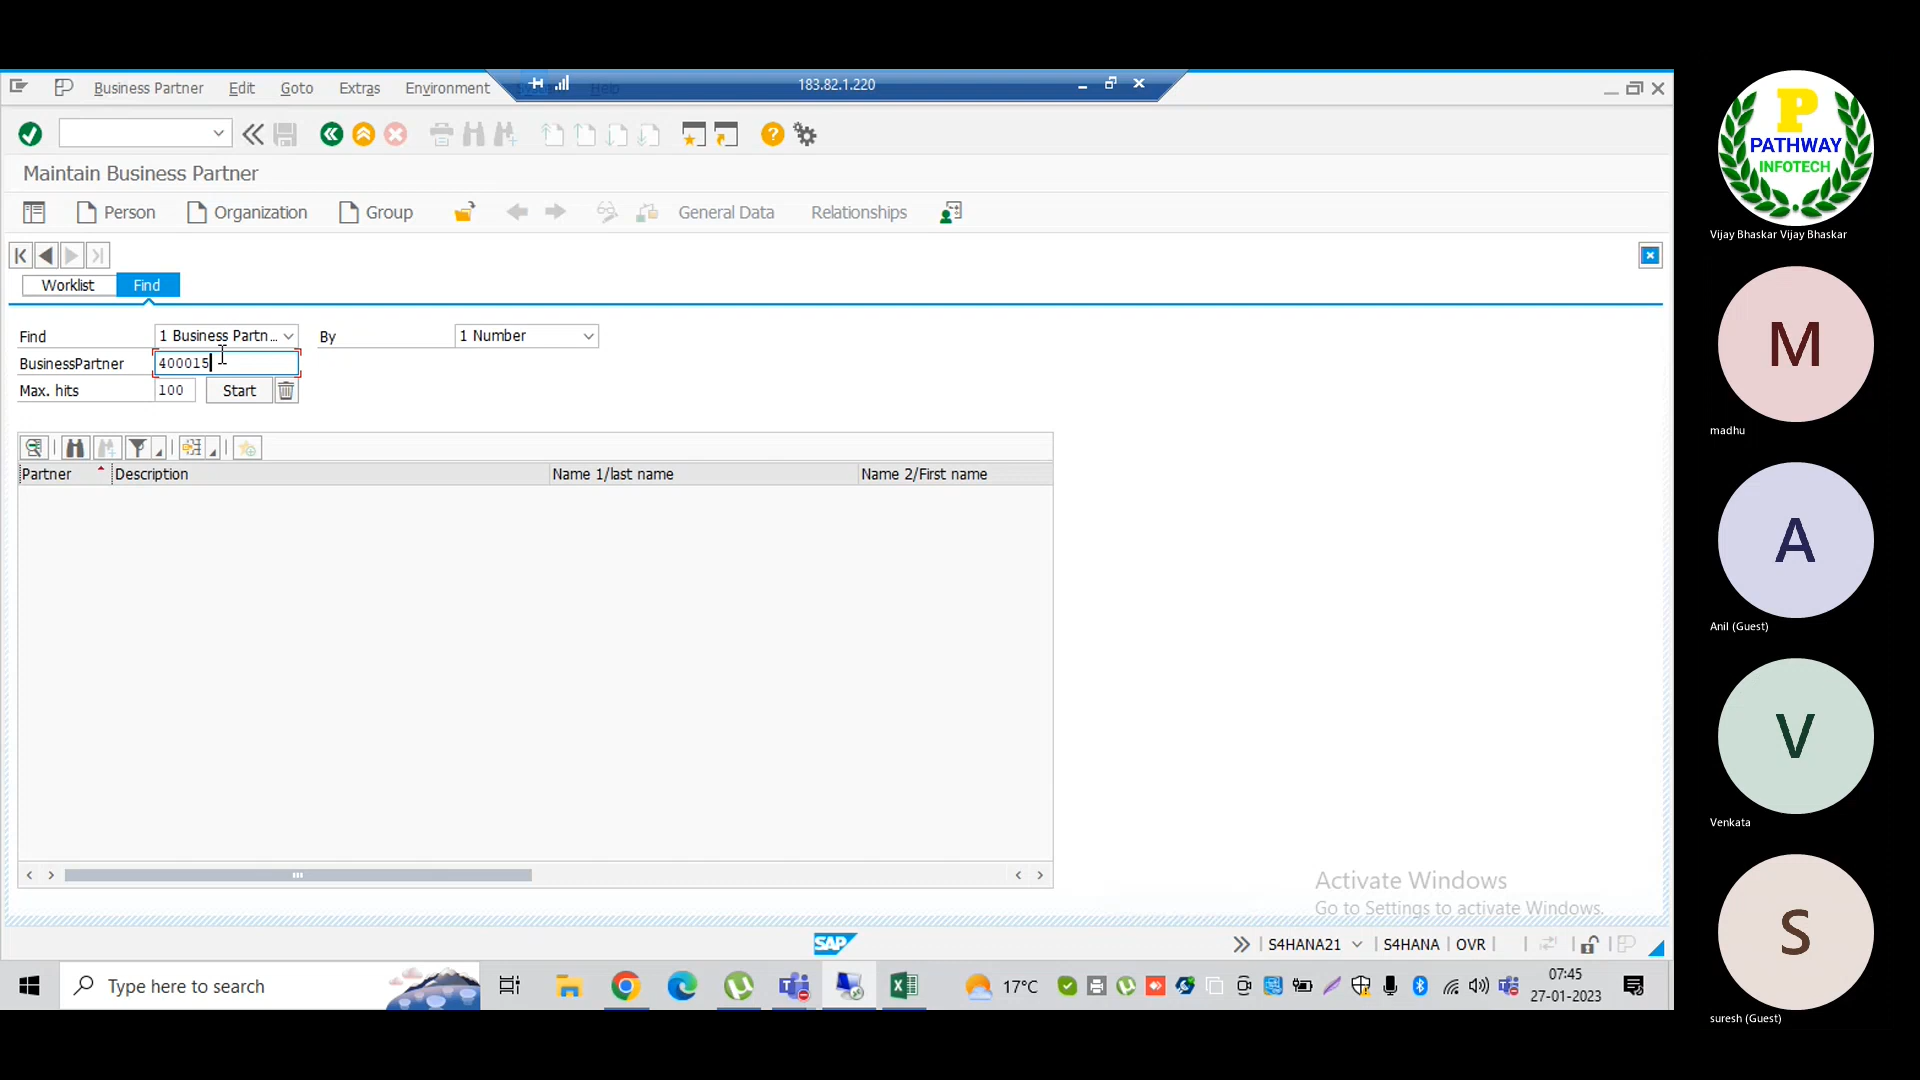 183.82.1.220
Business Partner Edit Goto Extras Environment Help
Maintain Business Partner
Person Organization Group General Data Relationships
Worklist Find
Find 1 Business Partn... By 1 Number
BusinessPartner 400015
Max. hits 100 Start
Partner Description Name 1/last name Name 2/First name
Activate Windows
Go to Settings to activate Windows.
SAP S4HANA21 S4HANA OVR
Type here to search 17°C 07:45
27-01-2023
P
PATHWAY
INFOTECH
Vijay Bhaskar Vijay Bhaskar
M
madhu
A
Anil (Guest)
V
Venkata
S
suresh (Guest)